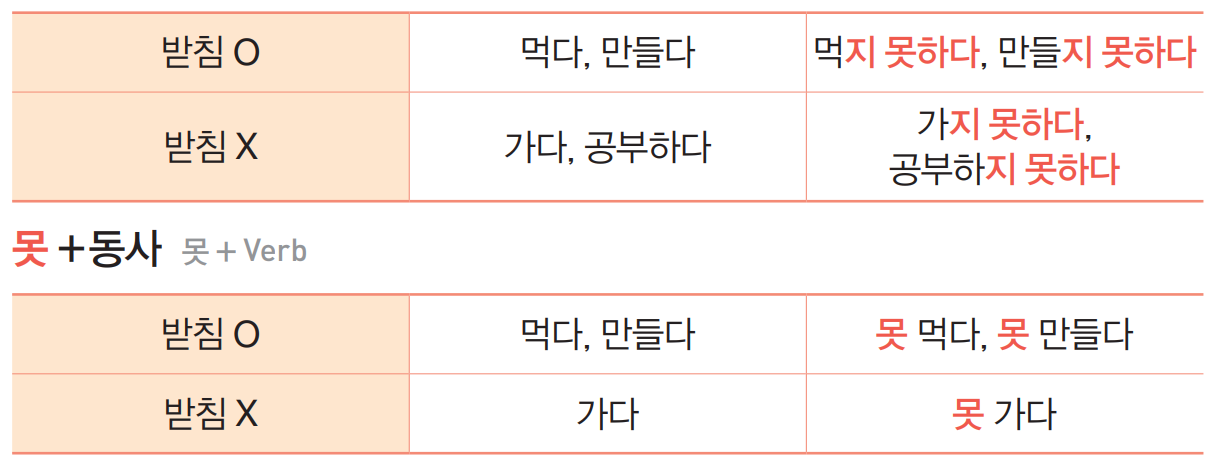 받침 O 먹다, 만들다 먹지 못하다, 만들지 못하다
받침 X 가다, 공부하다 가지 못하다,
공부하지 못하다
못 +동사 못 + Verb
받침 O 먹다, 만들다 못 먹다, 못 만들다
받침 X 가다 못 가다